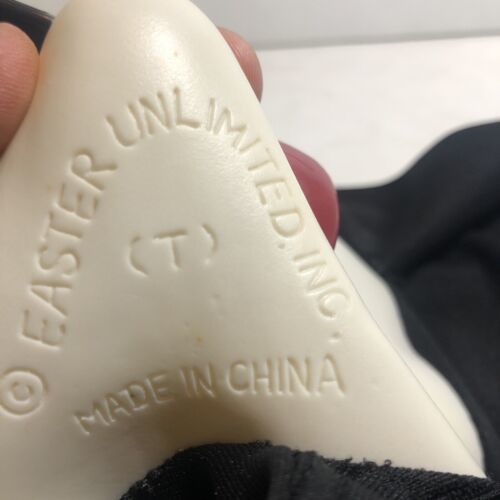 © EASTER UNLIMITED. INC.
(T)
MADE IN CHINA